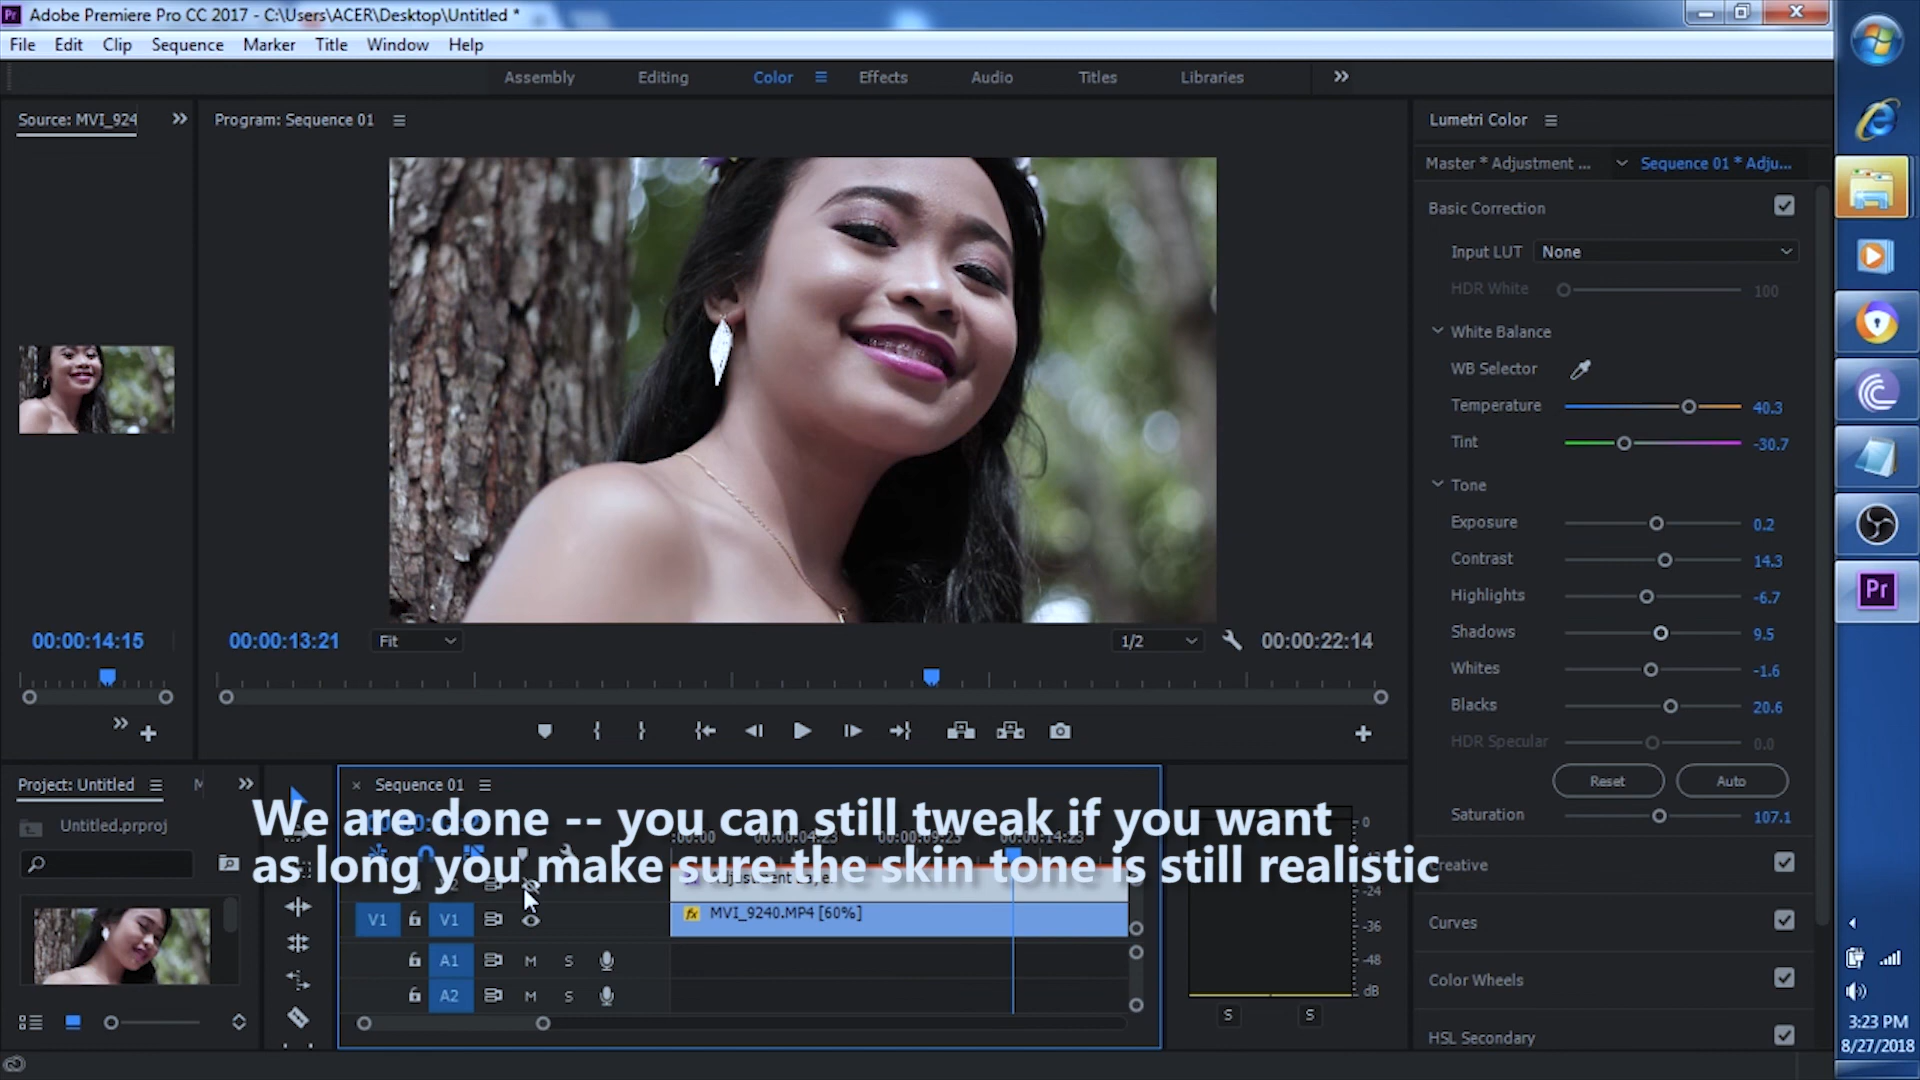 Adobe Premiere Pro CC 2017 - C:\Users\ACER\Desktop\Untitled *
File Edit Clip Sequence Marker Title Window Help
Assembly Editing Color Effects Audio Titles Libraries
Source: MVI_924
Program: Sequence 01
Lumetri Color
Master * Adjustment ... Sequence 01 * Adju...
Basic Correction
Input LUT None
HDR White 100
White Balance
WB Selector
Temperature 40.3
Tint -30.7
Tone
Exposure 0.2
Contrast 14.3
Highlights -6.7
Shadows 9.5
Whites -1.6
Blacks 20.6
HDR Specular 0.0
Reset Auto
Saturation 107.1
Creative
Curves
Color Wheels
HSL Secondary
00:00:14:15
00:00:13:21 Fit 1/2 00:00:22:14
Project: Untitled
Untitled.prproj
Sequence 01
We are done -- you can still tweak if you want
as long you make sure the skin tone is still realistic
V1 V1 MVI_9240.MP4 [60%]
fx
A1 M S
A2 M S
0
-24
-36
-48
dB
S S
Pr
3:23 PM
8/27/2018